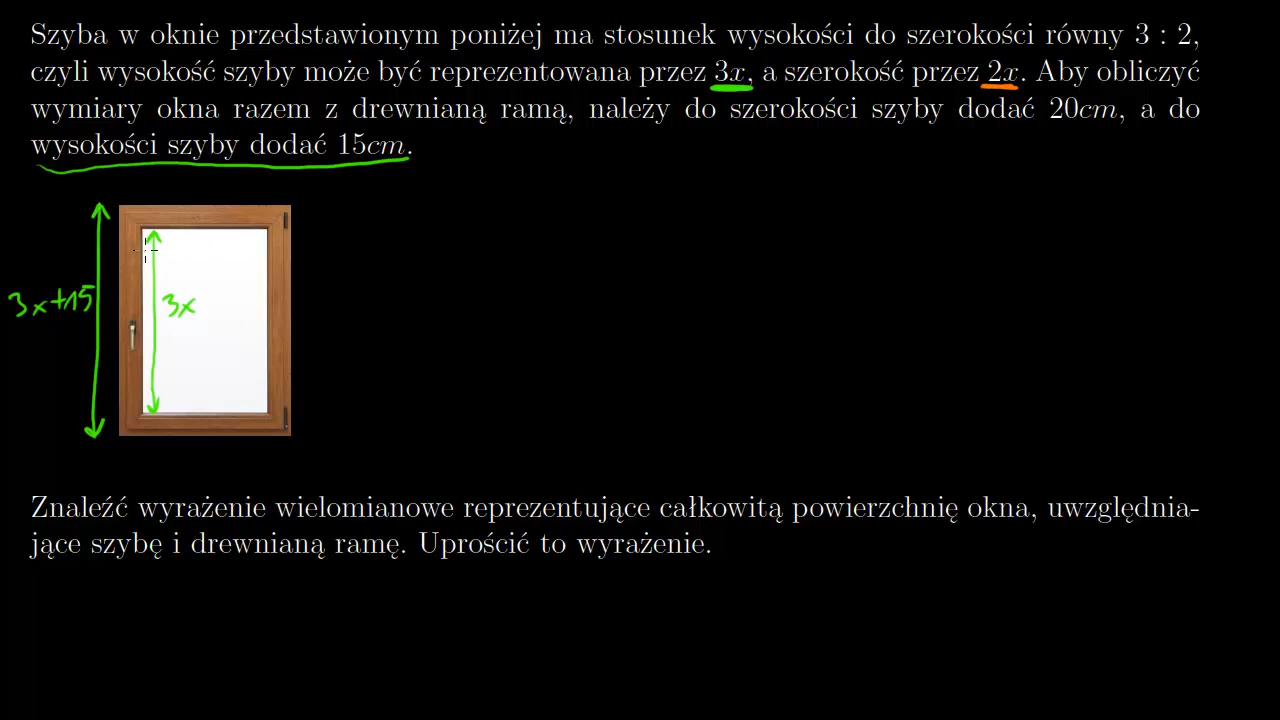 Szyba w oknie przedstawionym poniżej ma stosunek wysokości do szerokości równy 3 : 2,
czyli wysokość szyby może być reprezentowana przez 3x, a szerokość przez 2x. Aby obliczyć
wymiary okna razem z drewnianą ramą, należy do szerokości szyby dodać 20cm, a do
wysokości szyby dodać 15cm.
3x+15
3x
Znaleźć wyrażenie wielomianowe reprezentujące całkowitą powierzchnię okna, uwzględnia-
jące szybę i drewnianą ramę. Uprościć to wyrażenie.